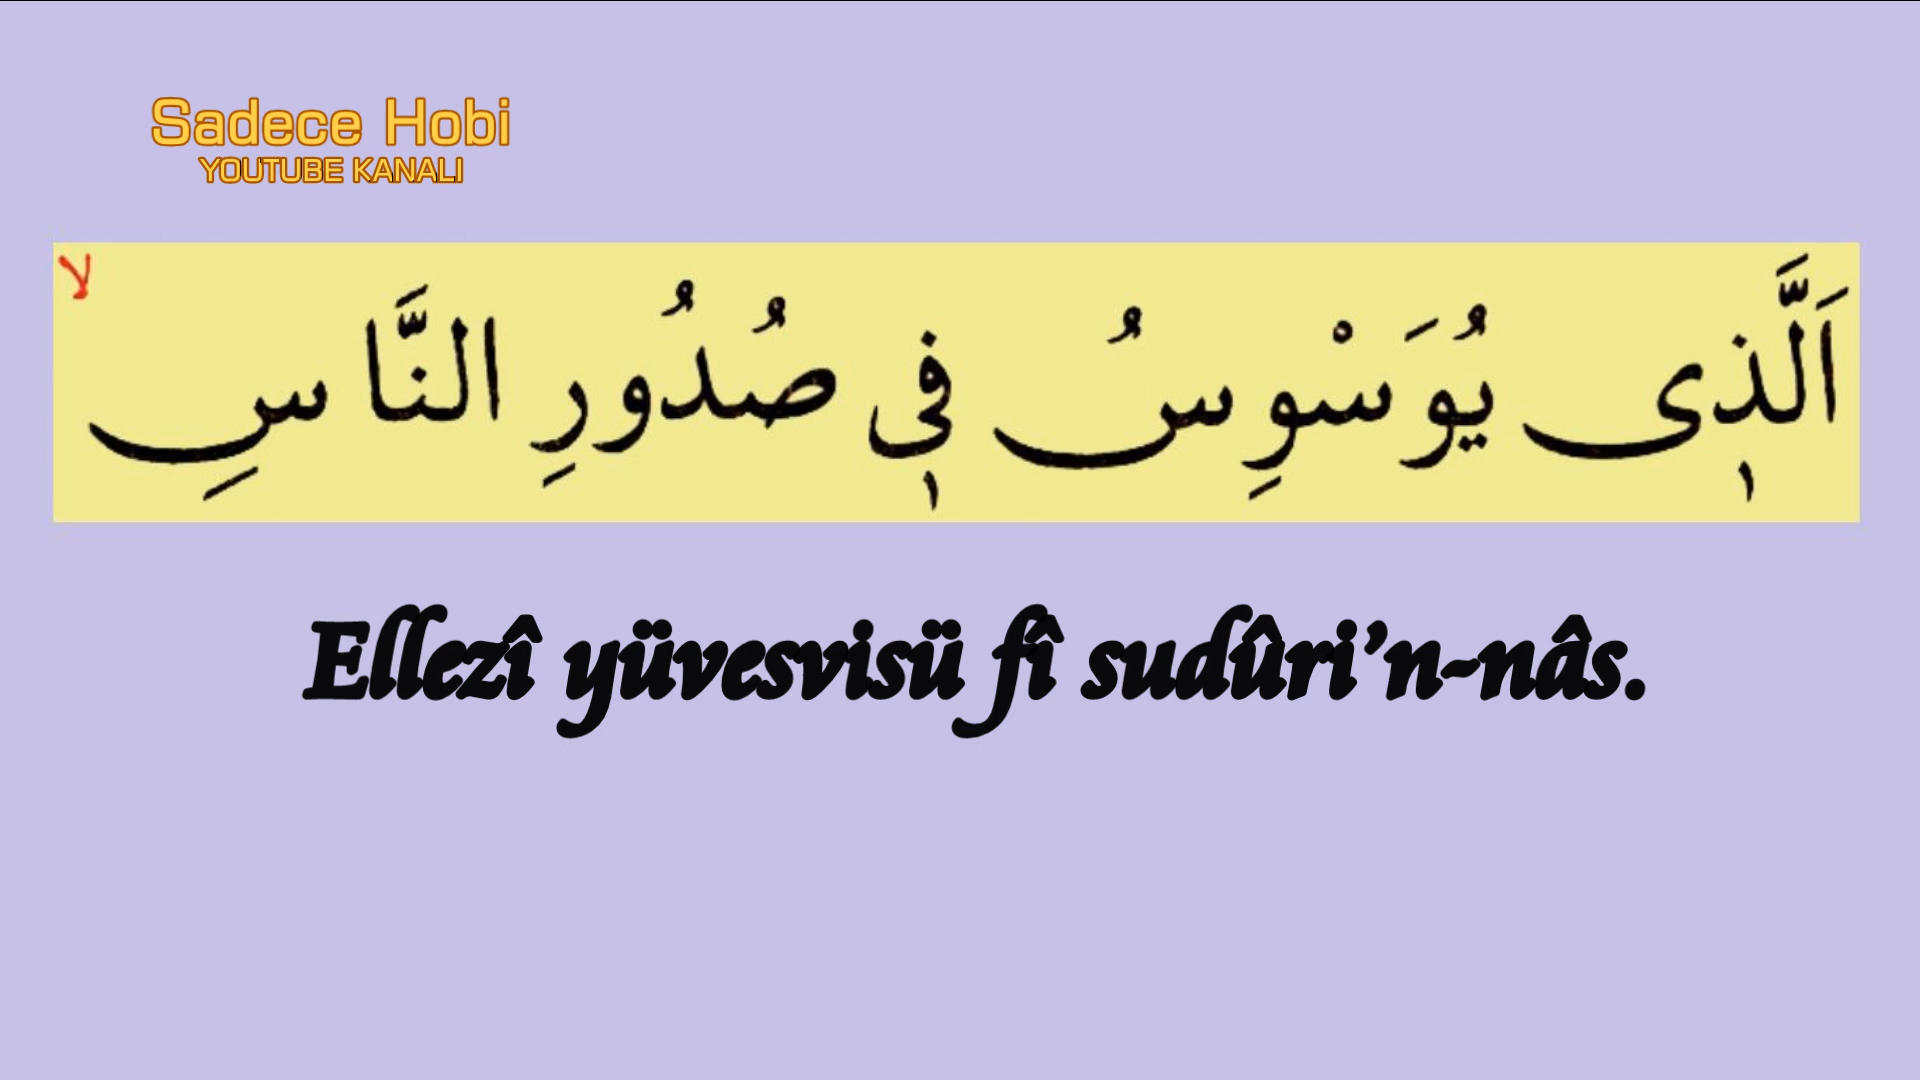 Sadece Hobi
YOUTUBE KANALI
لا
اَلَّذٖى يُوَسْوِسُ فٖى صُدُورِ النَّاسِ
Ellezî yüvesvisü fî sudûri’n-nâs.